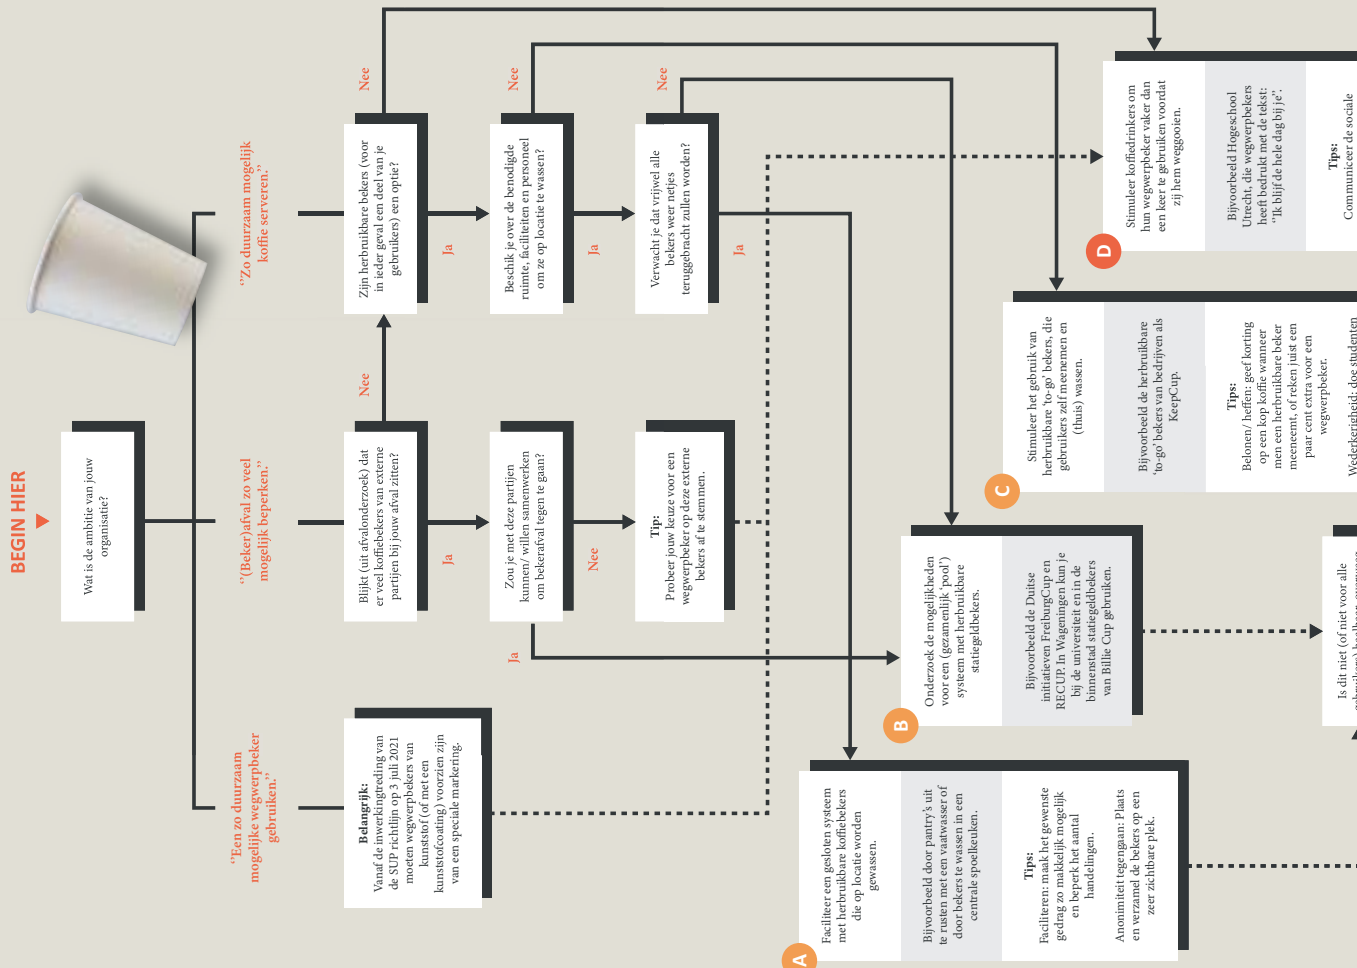 BEGIN HIER
Wat is de ambitie van jouw
organisatie?
“Een zo duurzaam
mogelijke wegwerpbeker
gebruiken.”
“(Beker)afval zo veel
mogelijk beperken.”
“Zo duurzaam mogelijk
koffie serveren.”
Belangrijk:
Vanaf de inwerkingtreding van
de SUP richtlijn op 3 juli 2021
moeten wegwerpbekers van
kunststof (of met een
kunststofcoating) voorzien zijn
van een speciale markering.
Blijkt (uit afvalonderzoek) dat
er veel koffiebekers van externe
partijen bij jouw afval zitten?
Nee
Ja
Zou je met deze partijen
kunnen/ willen samenwerken
om bekerafval tegen te gaan?
Ja
Nee
Tip:
Probeer jouw keuze voor een
wegwerpbeker op deze externe
bekers af te stemmen.
Zijn herbruikbare bekers (voor
in ieder geval een deel van je
gebruikers) een optie?
Nee
Ja
Beschik je over de benodigde
ruimte, faciliteiten en personeel
om ze op locatie te wassen?
Nee
Ja
Verwacht je dat vrijwel alle
bekers weer netjes
teruggebracht zullen worden?
Nee
Ja
A
Faciliteer een gesloten systeem
met herbruikbare koffiebekers
die op locatie worden
gewassen.
Bijvoorbeeld door pantry’s uit
te rusten met een vaatwasser of
door bekers te wassen in een
centrale spoelkeuken.
Tips:
Faciliteren: maak het gewenste
gedrag zo makkelijk mogelijk
en beperk het aantal
handelingen.
Anonimiteit tegengaan: Plaats
en verzamel de bekers op een
zeer zichtbare plek.
B
Onderzoek de mogelijkheden
voor een (gezamenlijk ‘pool’)
systeem met herbruikbare
statiegeldbekers.
Bijvoorbeeld de Duitse
initiatieven FreiburgCup en
RECUP. In Wageningen kun je
bij de universiteit en in de
binnenstad statiegeldbekers
van Billie Cup gebruiken.
Is dit niet (of niet voor alle
C
Stimuleer het gebruik van
herbruikbare ‘to-go’ bekers, die
gebruikers zelf meenemen en
(thuis) wassen.
Bijvoorbeeld de herbruikbare
‘to-go’ bekers van bedrijven als
KeepCup.
Tips:
Belonen/ heffen: geef korting
op een kop koffie wanneer
men een herbruikbare beker
meeneemt, of reken juist een
paar cent extra voor een
wegwerpbeker.
Wederkerigheid: doe studenten
D
Stimuleer koffiedrinkers om
hun wegwerpbeker vaker dan
een keer te gebruiken voordat
zij hem weggooien.
Bijvoorbeeld Hogeschool
Utrecht, die wegwerpbekers
heeft bedrukt met de tekst:
“Ik blijf de hele dag bij je”.
Tips:
Communiceer de sociale